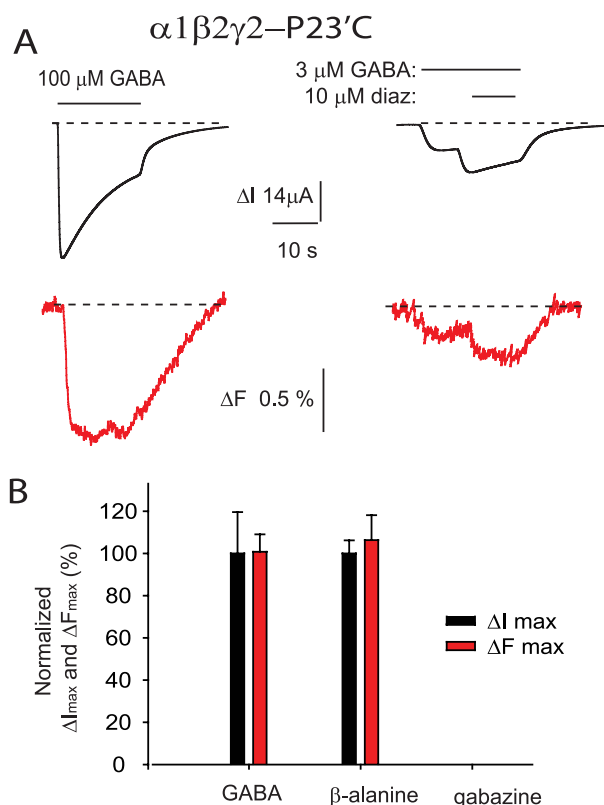 α1β2γ2–P23'C
A
100 μM GABA
3 μM GABA:
10 μM diaz:
ΔI 14μA
10 s
ΔF 0.5 %
B
Normalized
ΔImax and ΔFmax (%)
120
100
80
60
40
20
0
ΔI max
ΔF max
GABA
β-alanine
gabazine